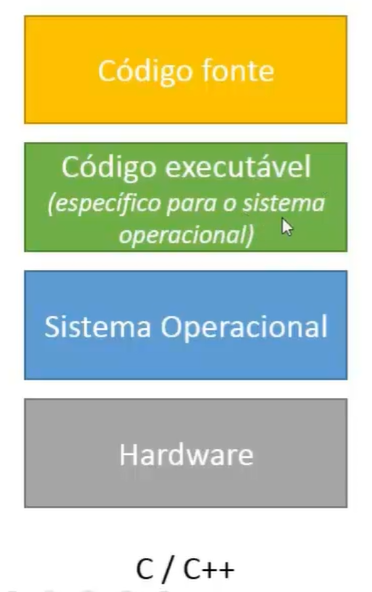 Código fonte
Código executável
(específico para o sistema
operacional)
Sistema Operacional
Hardware
C / C++